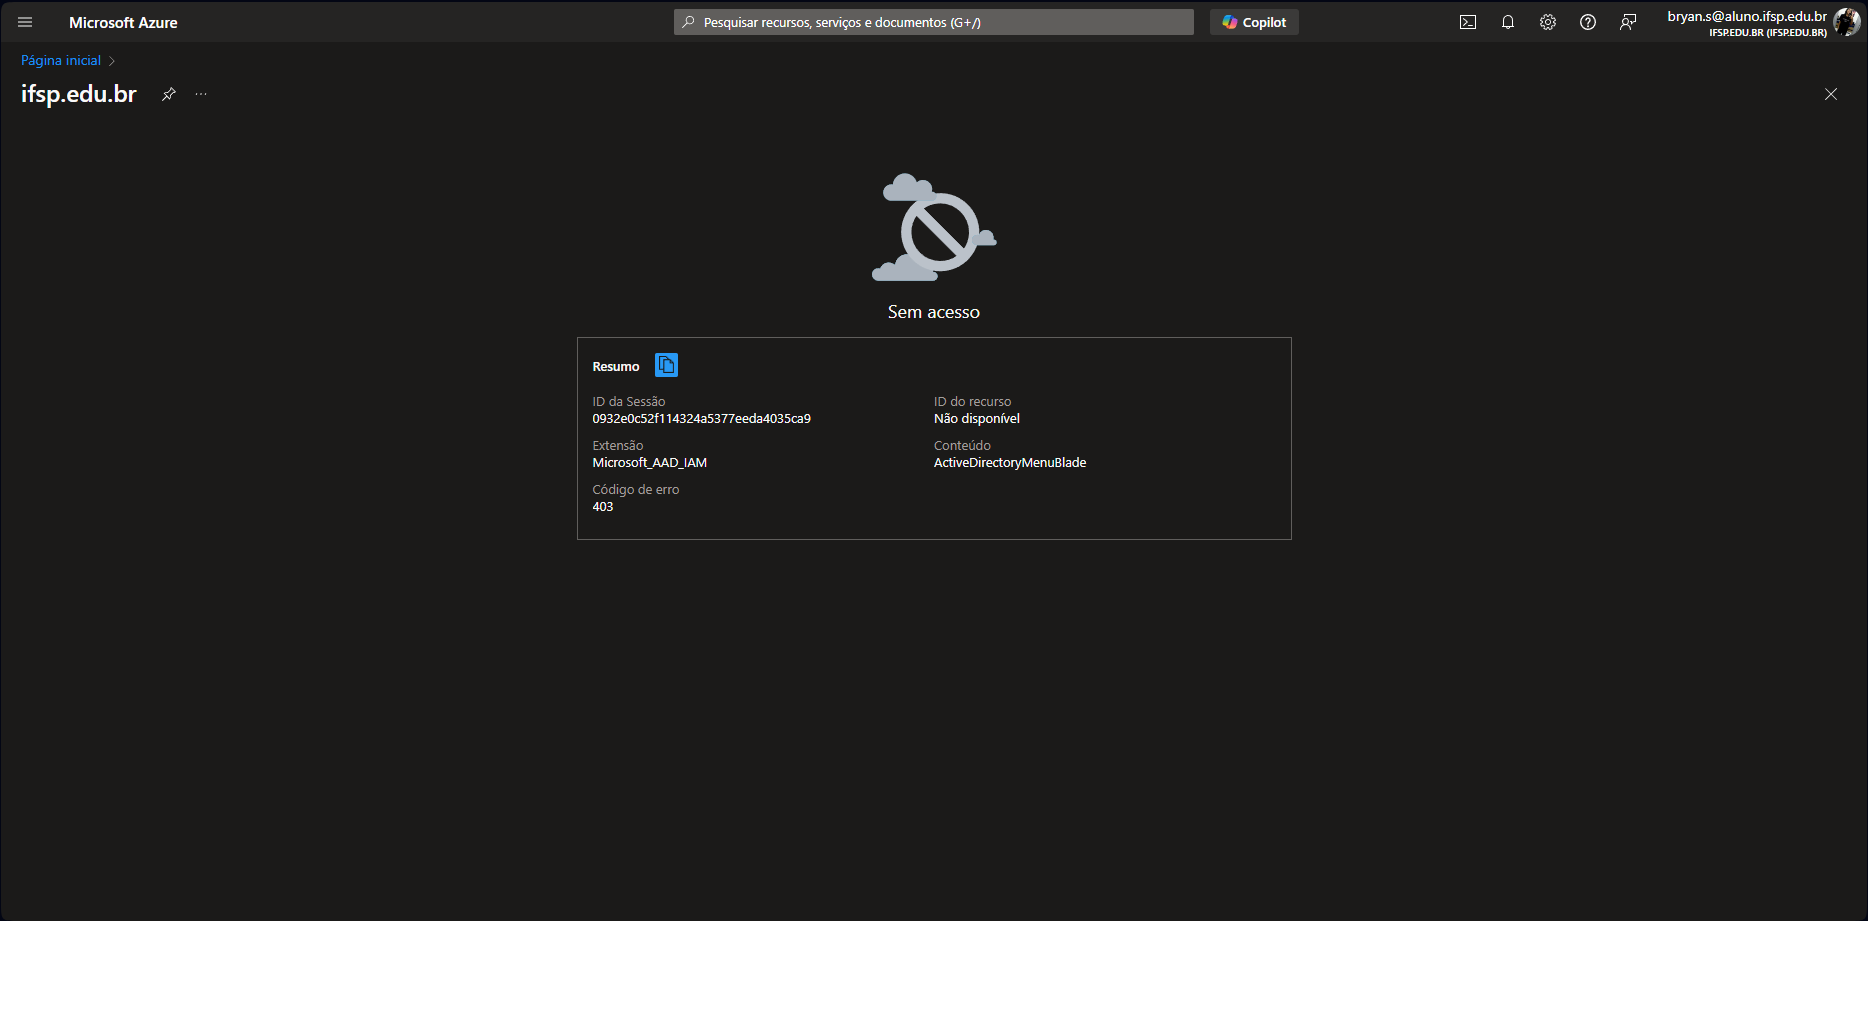 Microsoft Azure
Pesquisar recursos, serviços e documentos (G+/)
Copilot
bryan.s@aluno.ifsp.edu.br
IFSP.EDU.BR (IFSP.EDU.BR)
Página inicial
ifsp.edu.br
Sem acesso
Resumo
ID da Sessão
0932e0c52f114324a5377eeda4035ca9
ID do recurso
Não disponível
Extensão
Microsoft_AAD_IAM
Conteúdo
ActiveDirectoryMenuBlade
Código de erro
403